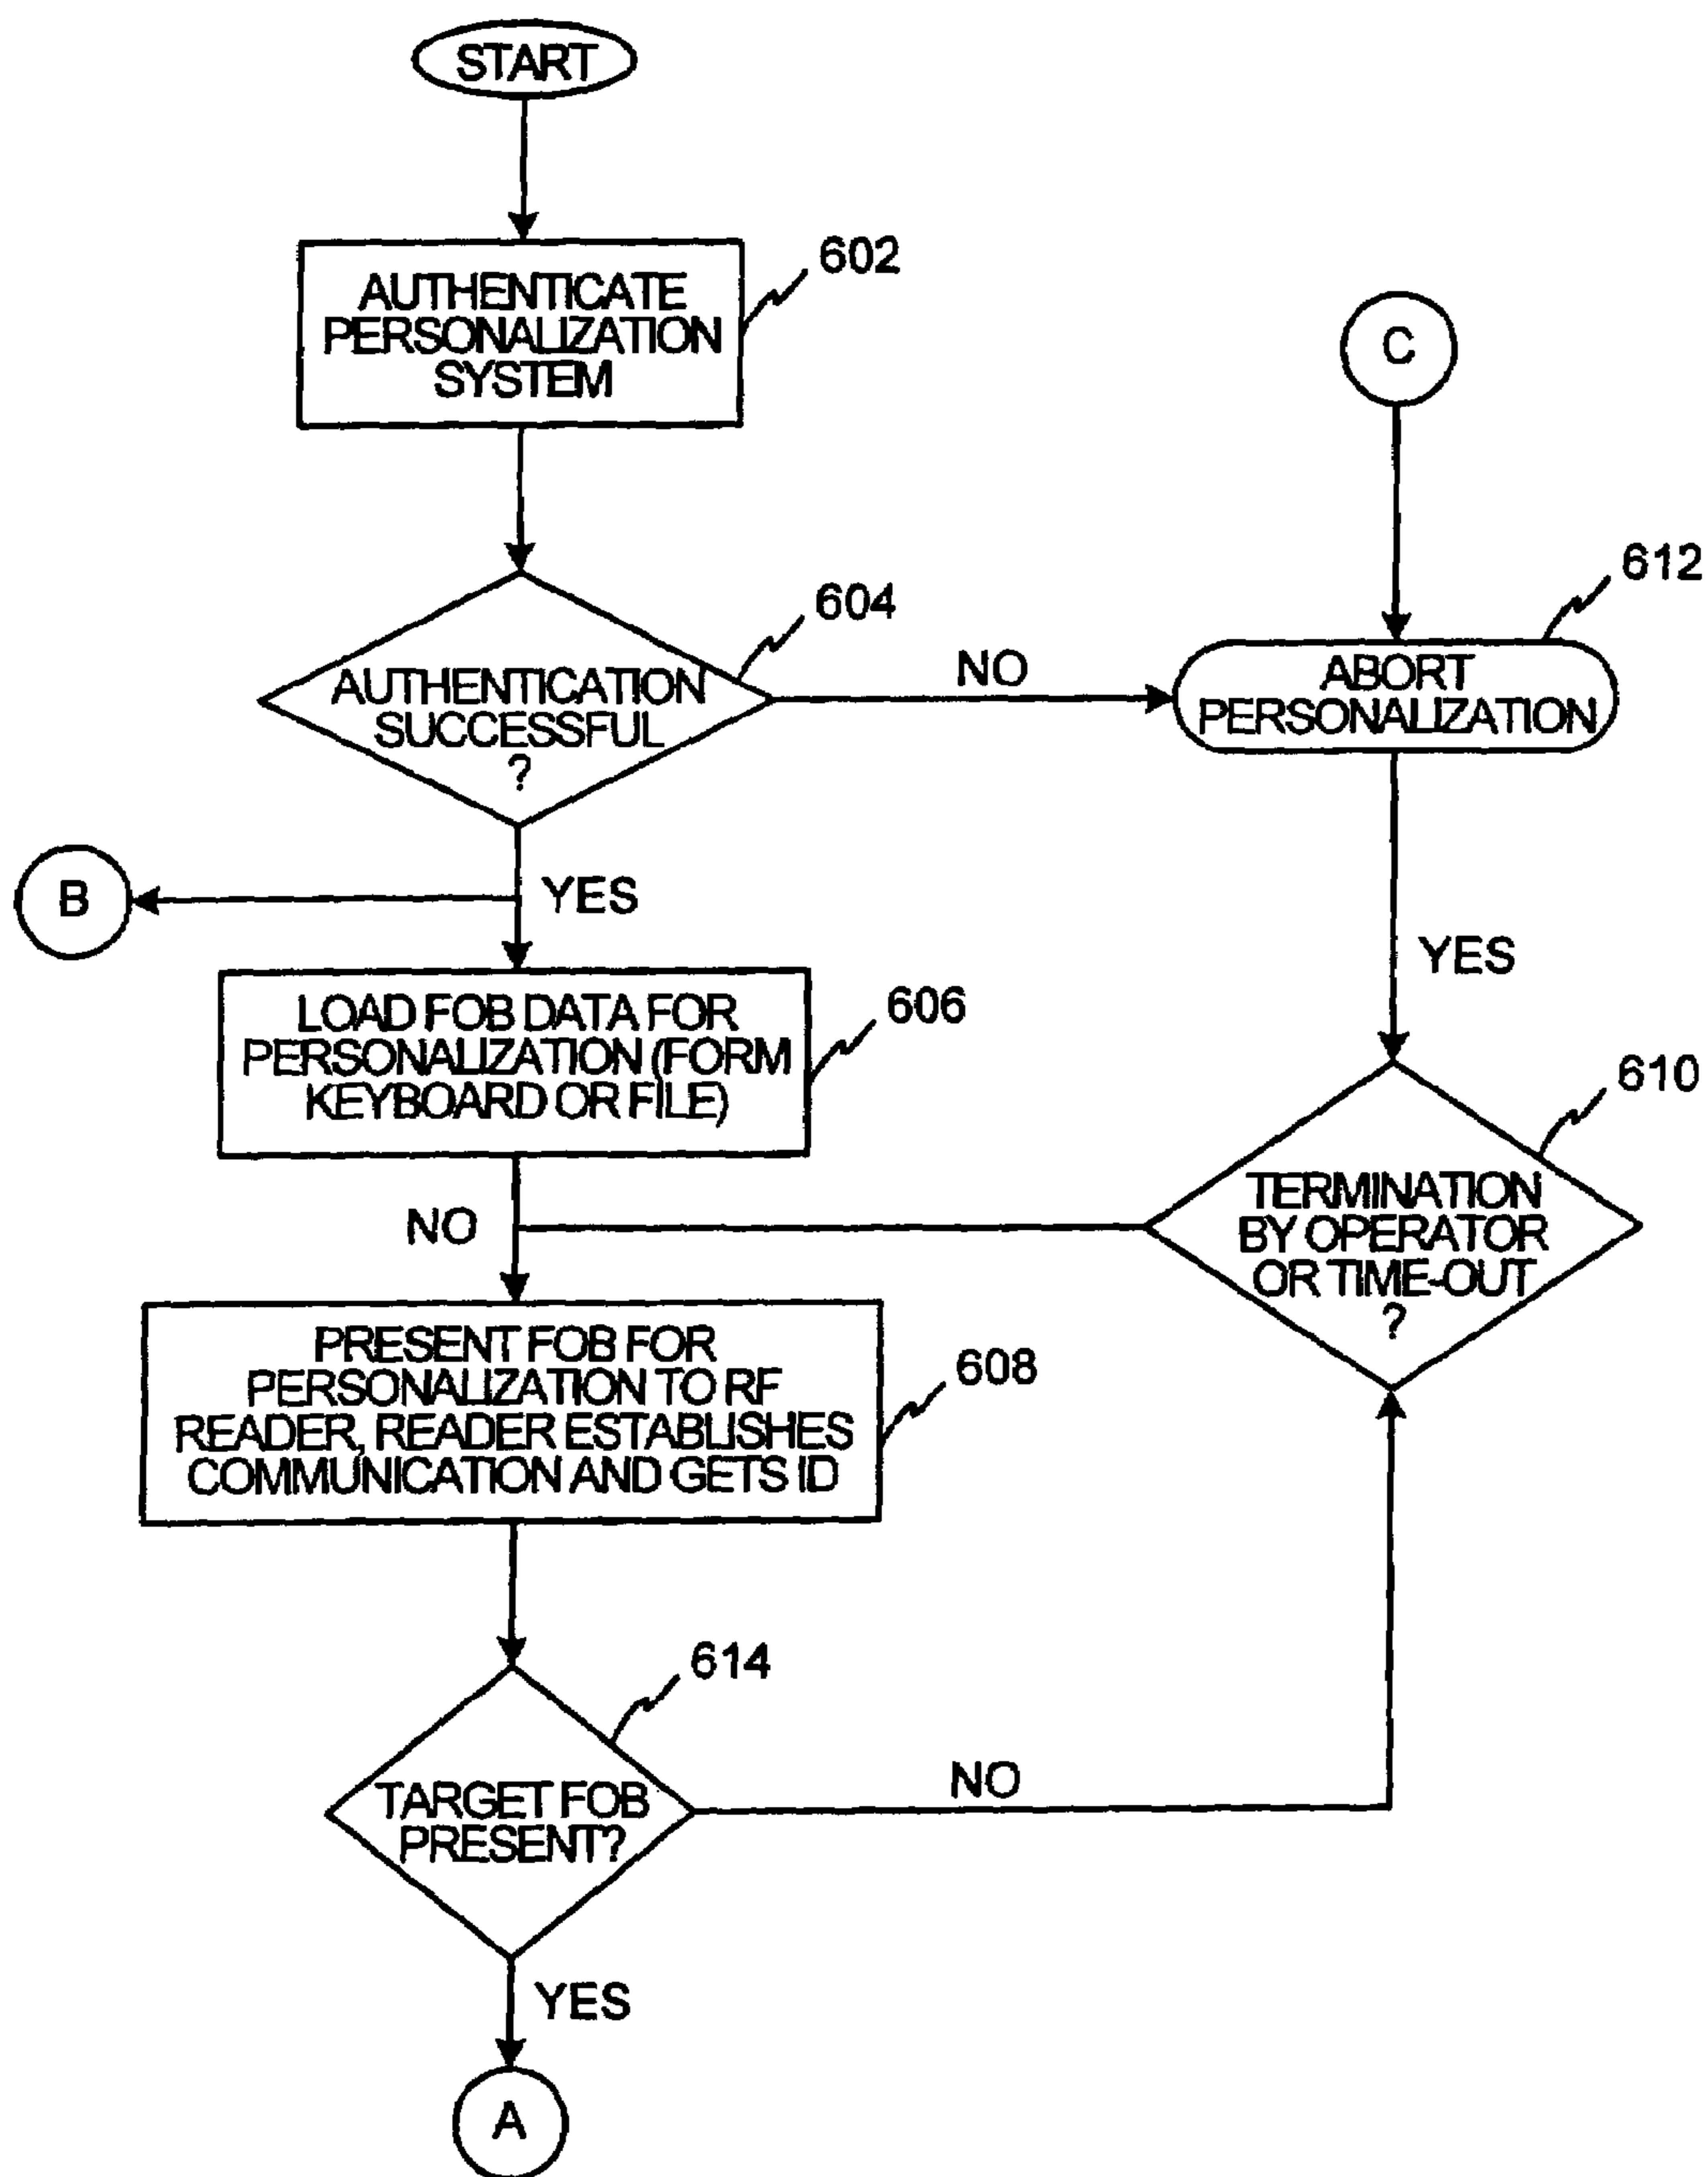 START
602
AUTHENTICATE
PERSONALIZATION
SYSTEM
C
604
612
AUTHENTICATION
SUCCESSFUL
?
NO
ABORT
PERSONALIZATION
B
YES
YES
606
LOAD FOB DATA FOR
PERSONALIZATION (FORM
KEYBOARD OR FILE)
610
NO
TERMINATION
BY OPERATOR
OR TIME-OUT
?
PRESENT FOB FOR
PERSONALIZATION TO RF
READER, READER ESTABLISHES
COMMUNICATION AND GETS ID
608
614
TARGET FOB
PRESENT?
NO
YES
A